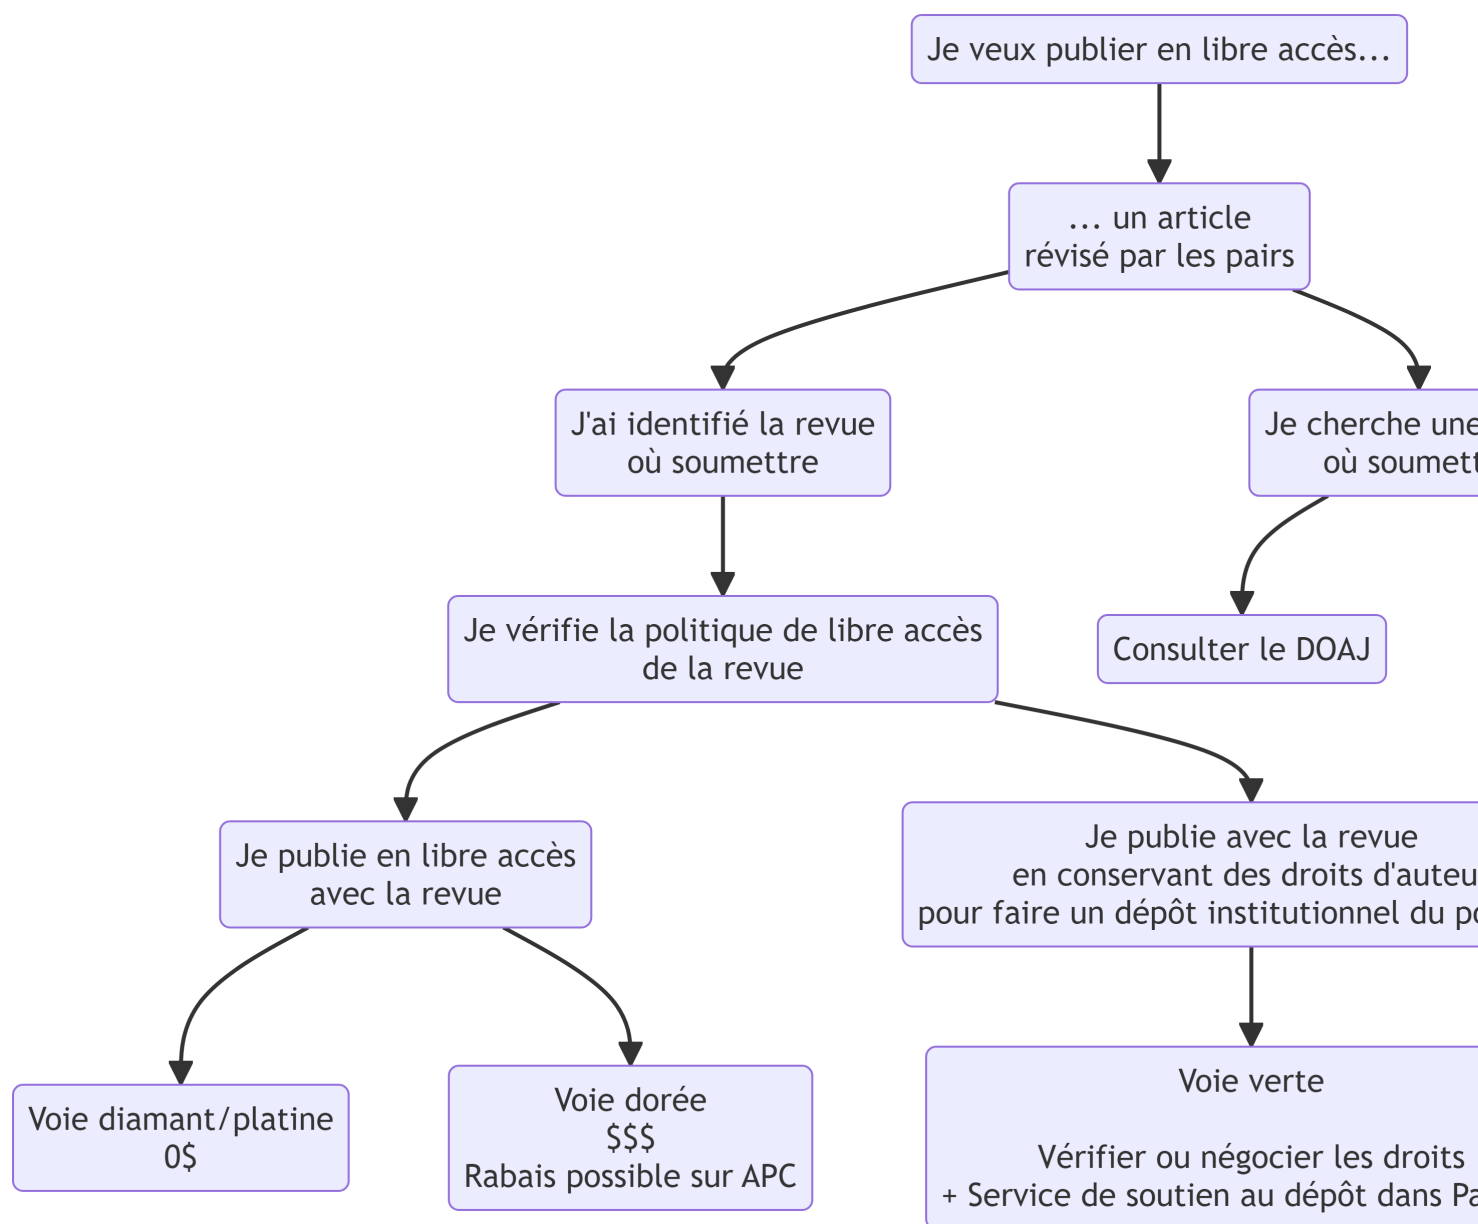 Je veux publier en libre accès...
... un article
révisé par les pairs
J'ai identifié la revue
où soumettre
Je cherche une
où
Je vérifie la politique de libre accès
de la revue
Consulter le DOAJ
Je publie en libre accès
avec la revue
Je publie avec la revue
en conservant des droits
pour faire un dépôt institutionnel du
Voie diamant/platine
0$
Voie dorée
$$$
Rabais possible sur APC
Voie verte
Vérifier ou négocier les droits
+ Service de soutien au dépôt dans